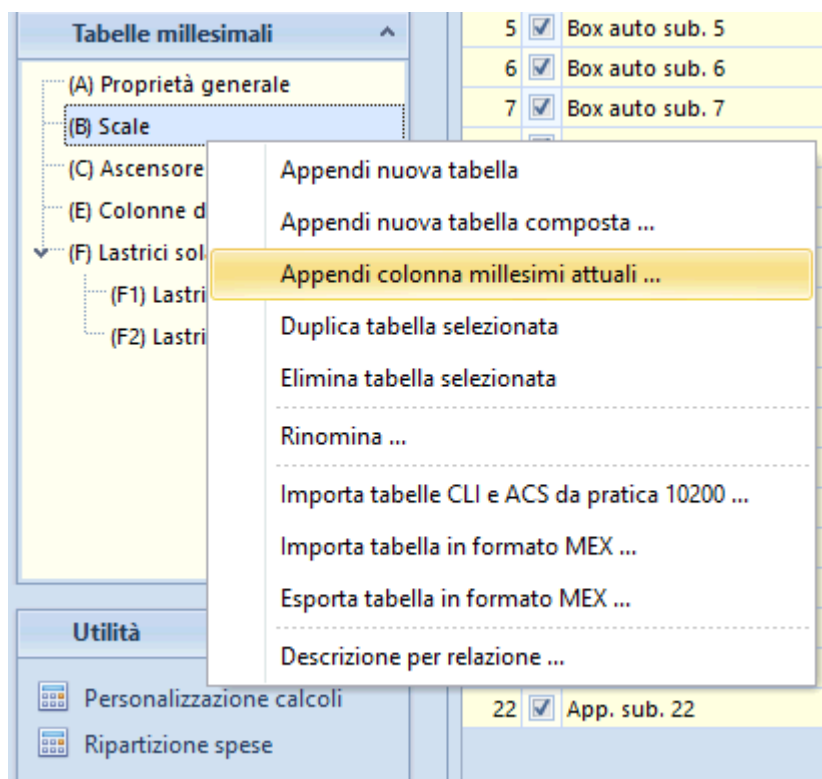 Tabelle millesimali
(A) Proprietà generale
(B) Scale
(C) Ascensore
(E) Colonne d
(F) Lastrici sol
(F1) Lastri
(F2) Lastri
5 Box auto sub. 5
6 Box auto sub. 6
7 Box auto sub. 7
Appendi nuova tabella
Appendi nuova tabella composta ...
Appendi colonna millesimi attuali ...
Duplica tabella selezionata
Elimina tabella selezionata
Rinomina ...
Importa tabelle CLI e ACS da pratica 10200 ...
Importa tabella in formato MEX ...
Esporta tabella in formato MEX ...
Descrizione per relazione ...
Utilità
Personalizzazione calcoli
Ripartizione spese
22 App. sub. 22